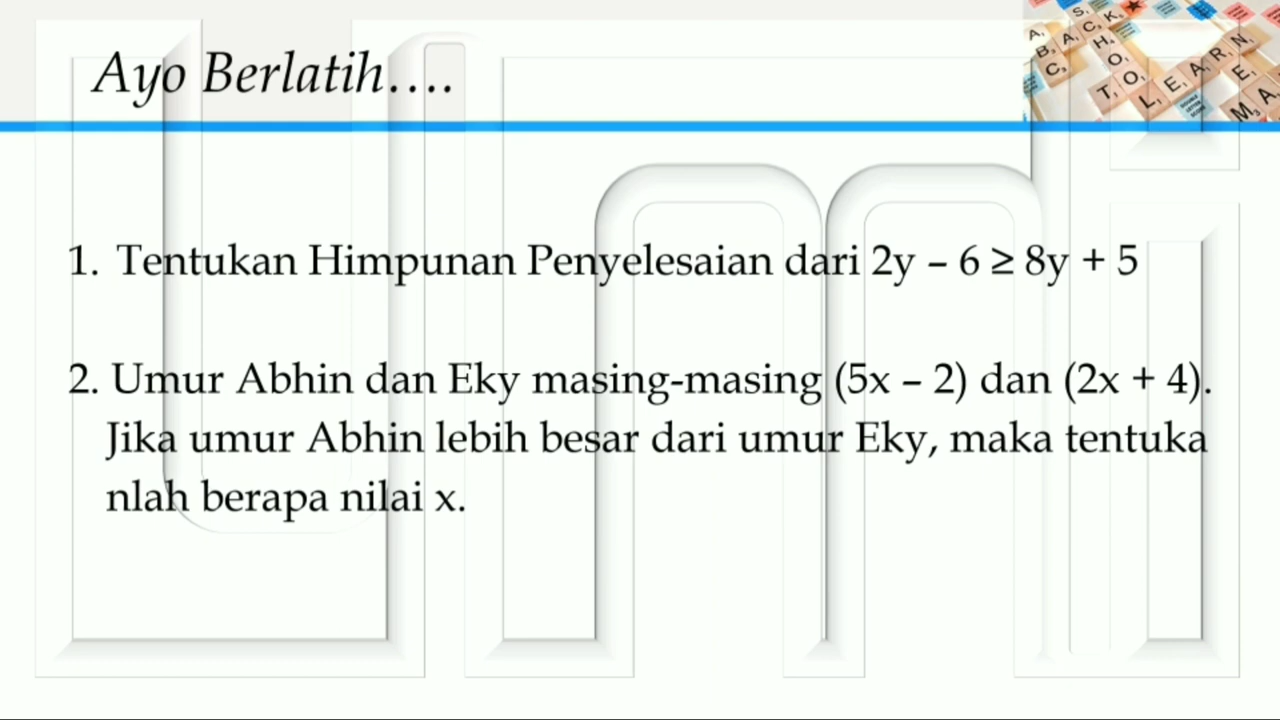 Ayo Berlatih....
1. Tentukan Himpunan Penyelesaian dari 2y – 6 ≥ 8y + 5
2. Umur Abhin dan Eky masing-masing (5x – 2) dan (2x + 4).
Jika umur Abhin lebih besar dari umur Eky, maka tentuka
nlah berapa nilai x.